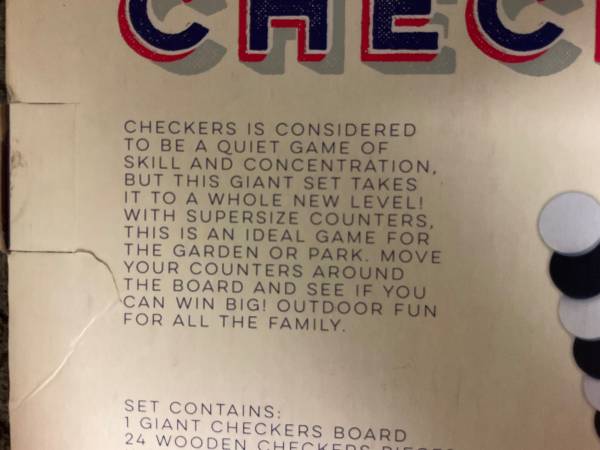 CHEC
CHECKERS IS CONSIDERED
TO BE A QUIET GAME OF
SKILL AND CONCENTRATION,
BUT THIS GIANT SET TAKES
IT TO A WHOLE NEW LEVEL!
WITH SUPERSIZE COUNTERS,
THIS IS AN IDEAL GAME FOR
THE GARDEN OR PARK. MOVE
YOUR COUNTERS AROUND
THE BOARD AND SEE IF YOU
CAN WIN BIG! OUTDOOR FUN
FOR ALL THE FAMILY.
SET CONTAINS:
1 GIANT CHECKERS BOARD
24 WOODEN CHECKERS PIECES